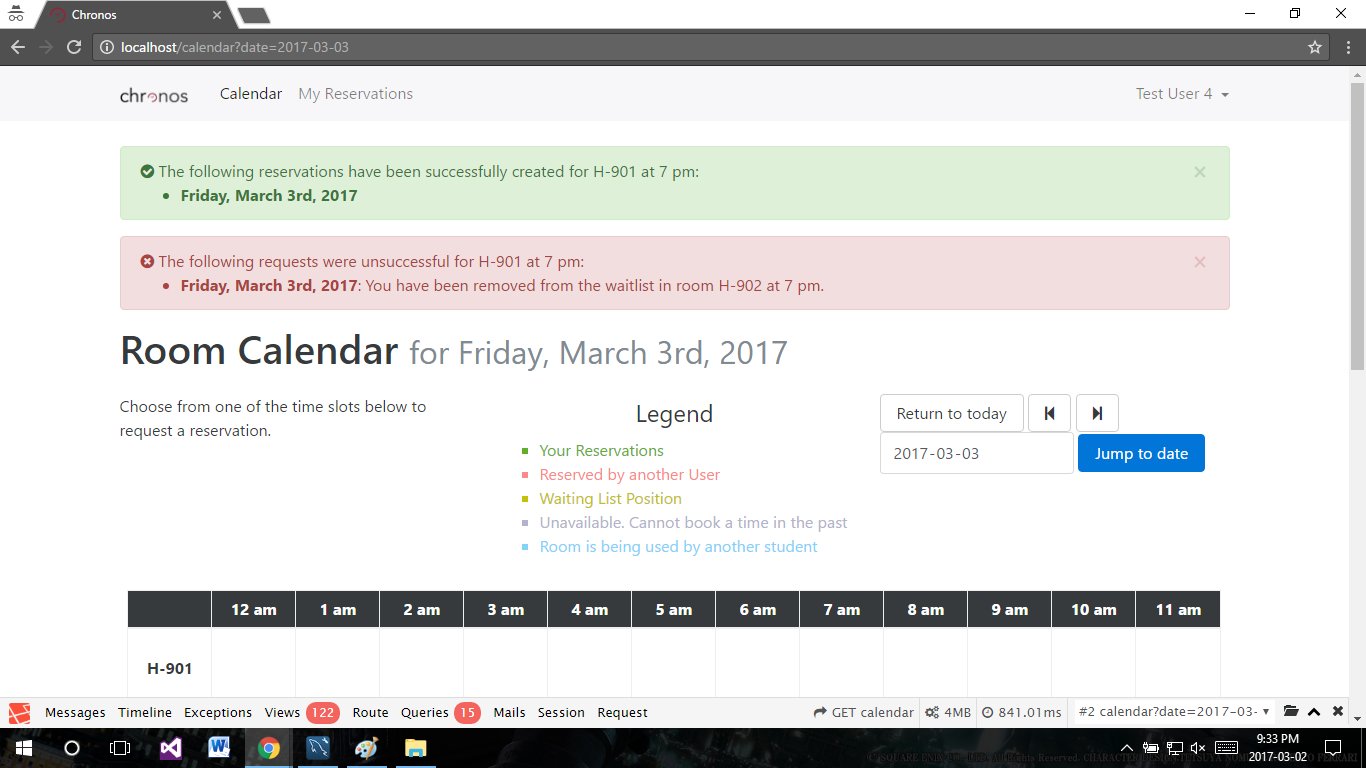 Chronos
localhost/calendar?date=2017-03-03
chronos Calendar My Reservations Test User 4
The following reservations have been successfully created for H-901 at 7 pm:
Friday, March 3rd, 2017
The following requests were unsuccessful for H-901 at 7 pm:
Friday, March 3rd, 2017: You have been removed from the waitlist in room H-902 at 7 pm.
Room Calendar for Friday, March 3rd, 2017
Choose from one of the time slots below to
request a reservation.
Legend
Your Reservations
Reserved by another User
Waiting List Position
Unavailable. Cannot book a time in the past
Room is being used by another student
Return to today
2017-03-03 Jump to date
12 am 1 am 2 am 3 am 4 am 5 am 6 am 7 am 8 am 9 am 10 am 11 am
H-901
Messages Timeline Exceptions Views 122 Route Queries 15 Mails Session Request GET calendar 4MB 841.01ms #2 calendar?date=2017-03-
9:33 PM
2017-03-02